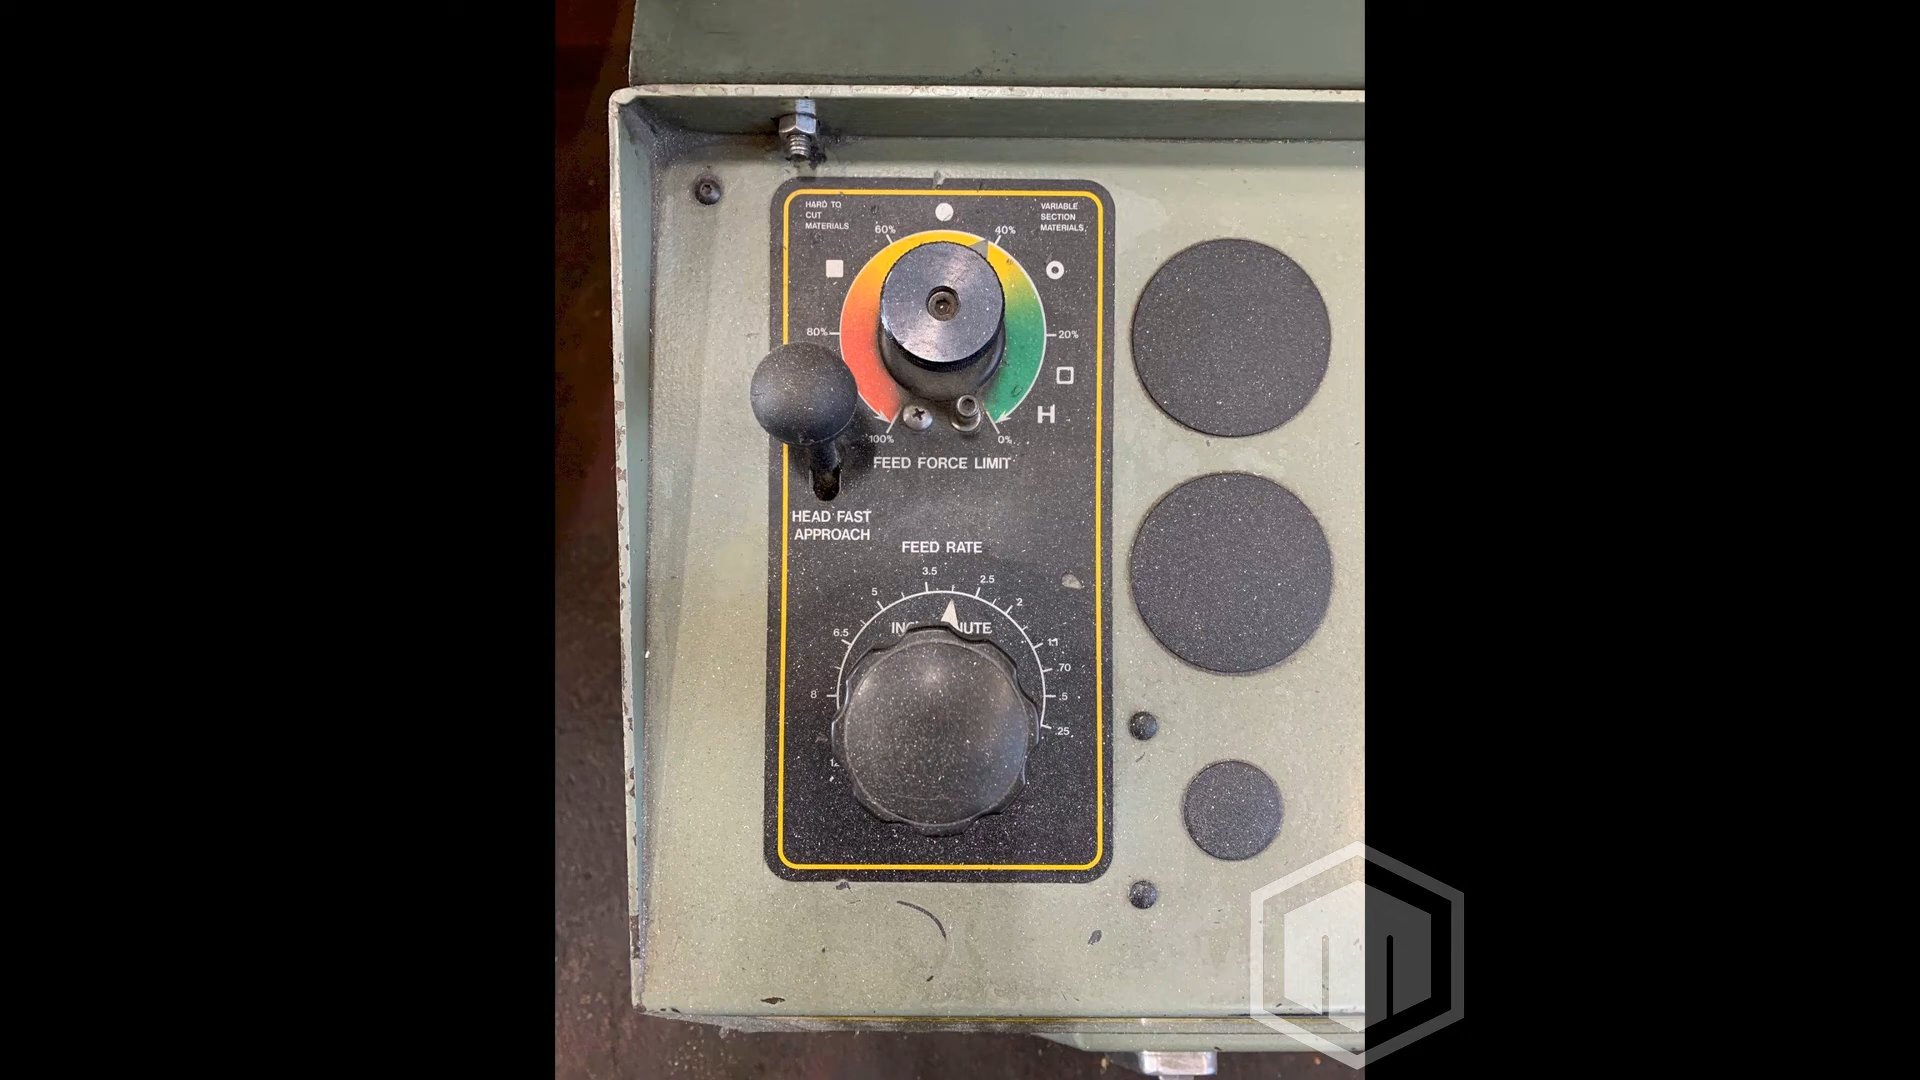 HARD TO
CUT
MATERIALS
VARIABLE
SECTION
MATERIALS
60%
40%
80%
20%
100%
0%
H
FEED FORCE LIMIT
HEAD FAST
APPROACH
FEED RATE
3.5
2.5
5
2
6.5
1.1
.70
8
.5
.25